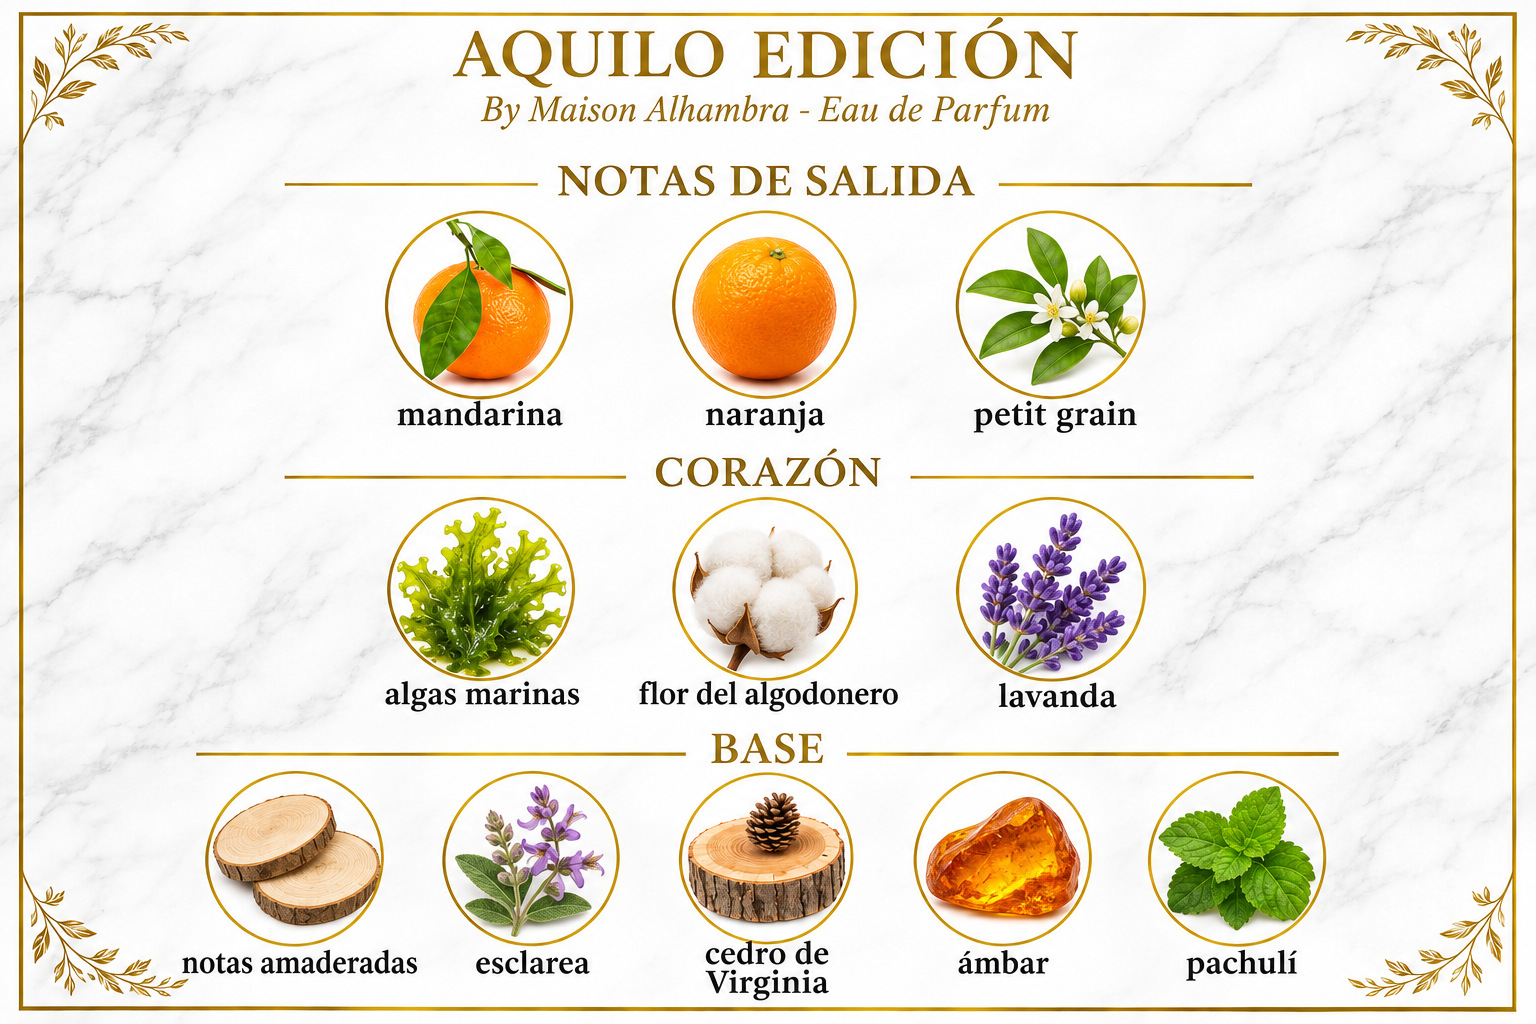 AQUILO EDICIÓN
By Maison Alhambra - Eau de Parfum
NOTAS DE SALIDA
mandarina
naranja
petit grain
CORAZÓN
algas marinas
flor del algodonero
lavanda
BASE
notas amaderadas
esclarea
cedro de
Virginia
ámbar
pachulí